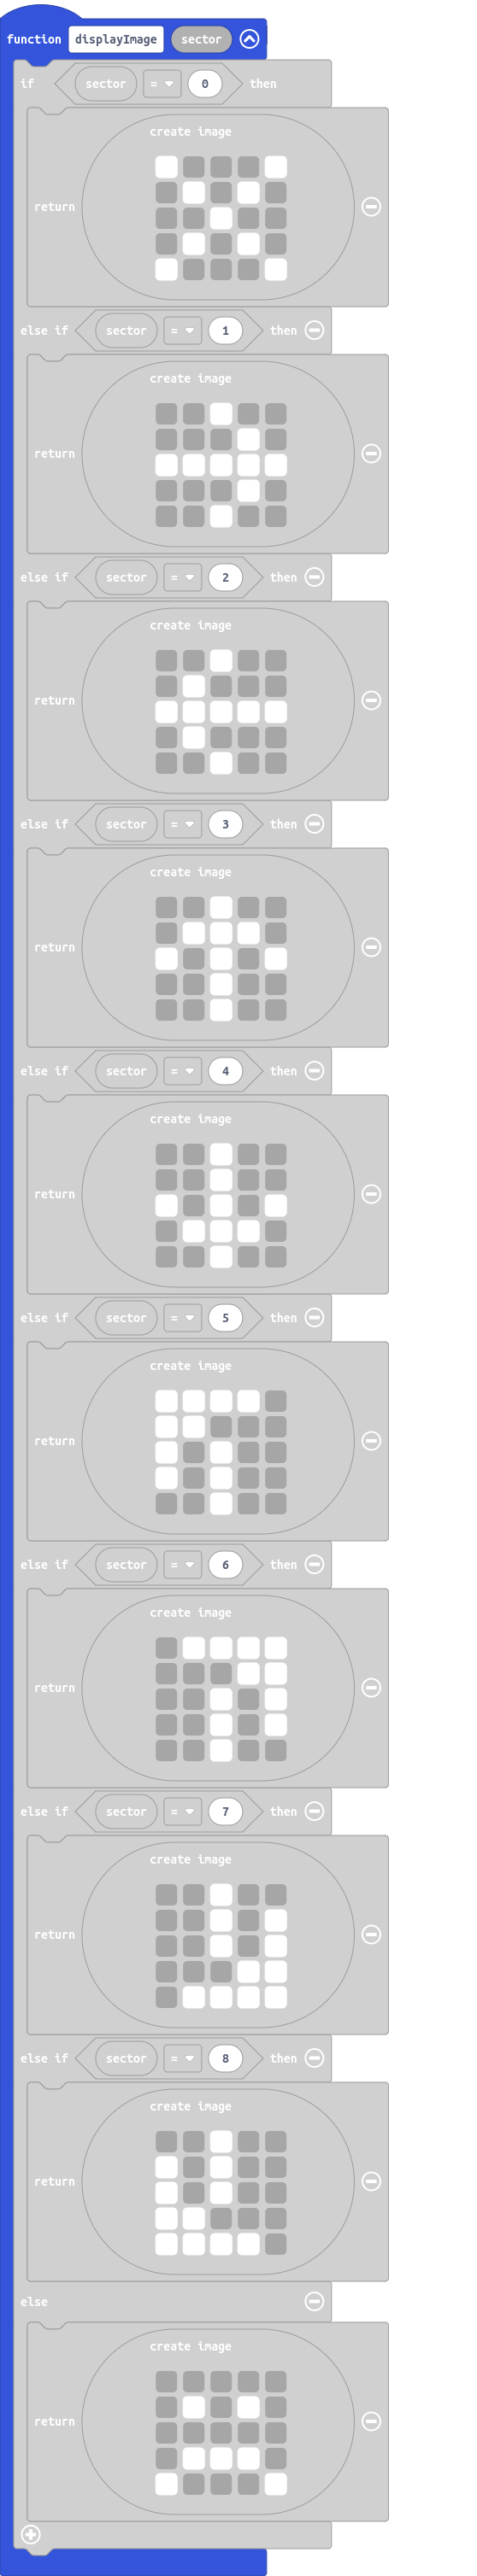 function displayImage sector
if sector = 0 then
create image
return
else if sector = 1 then
create image
return
else if sector = 2 then
create image
return
else if sector = 3 then
create image
return
else if sector = 4 then
create image
return
else if sector = 5 then
create image
return
else if sector = 6 then
create image
return
else if sector = 7 then
create image
return
else if sector = 8 then
create image
return
else
create image
return